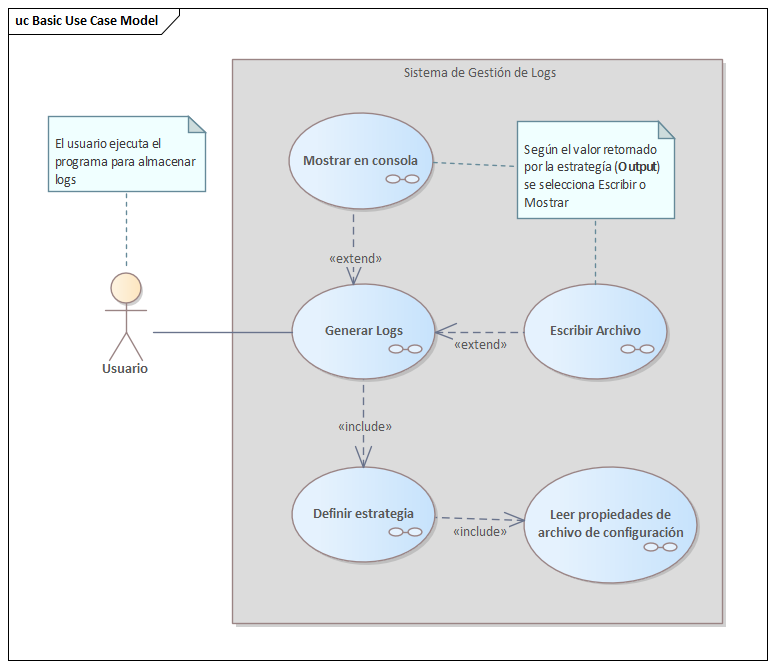 uc Basic Use Case Model
Sistema de Gestión de Logs
El usuario ejecuta el
programa para almacenar
logs
Mostrar en consola
Según el valor retornado
por la estrategía (Output)
se selecciona Escribir o
Mostrar
«extend»
Generar Logs
«extend»
Escribir Archivo
Usuario
«include»
Definir estrategia
«include»
Leer propiedades de
archivo de configuración